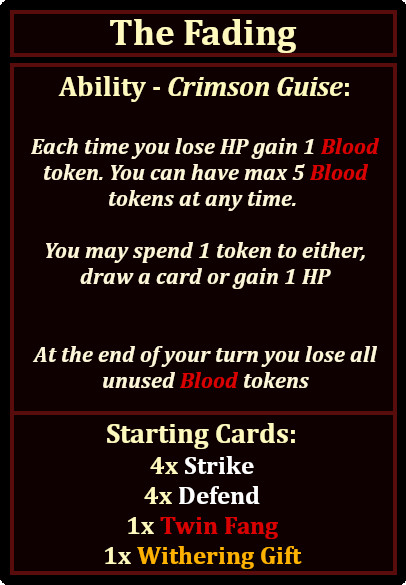 The Fading
Ability - Crimson Guise:
Each time you lose HP gain 1 Blood
token. You can have max 5 Blood
tokens at any time.
You may spend 1 token to either,
draw a card or gain 1 HP
At the end of your turn you lose all
unused Blood tokens
Starting Cards:
4x Strike
4x Defend
1x Twin Fang
1x Withering Gift